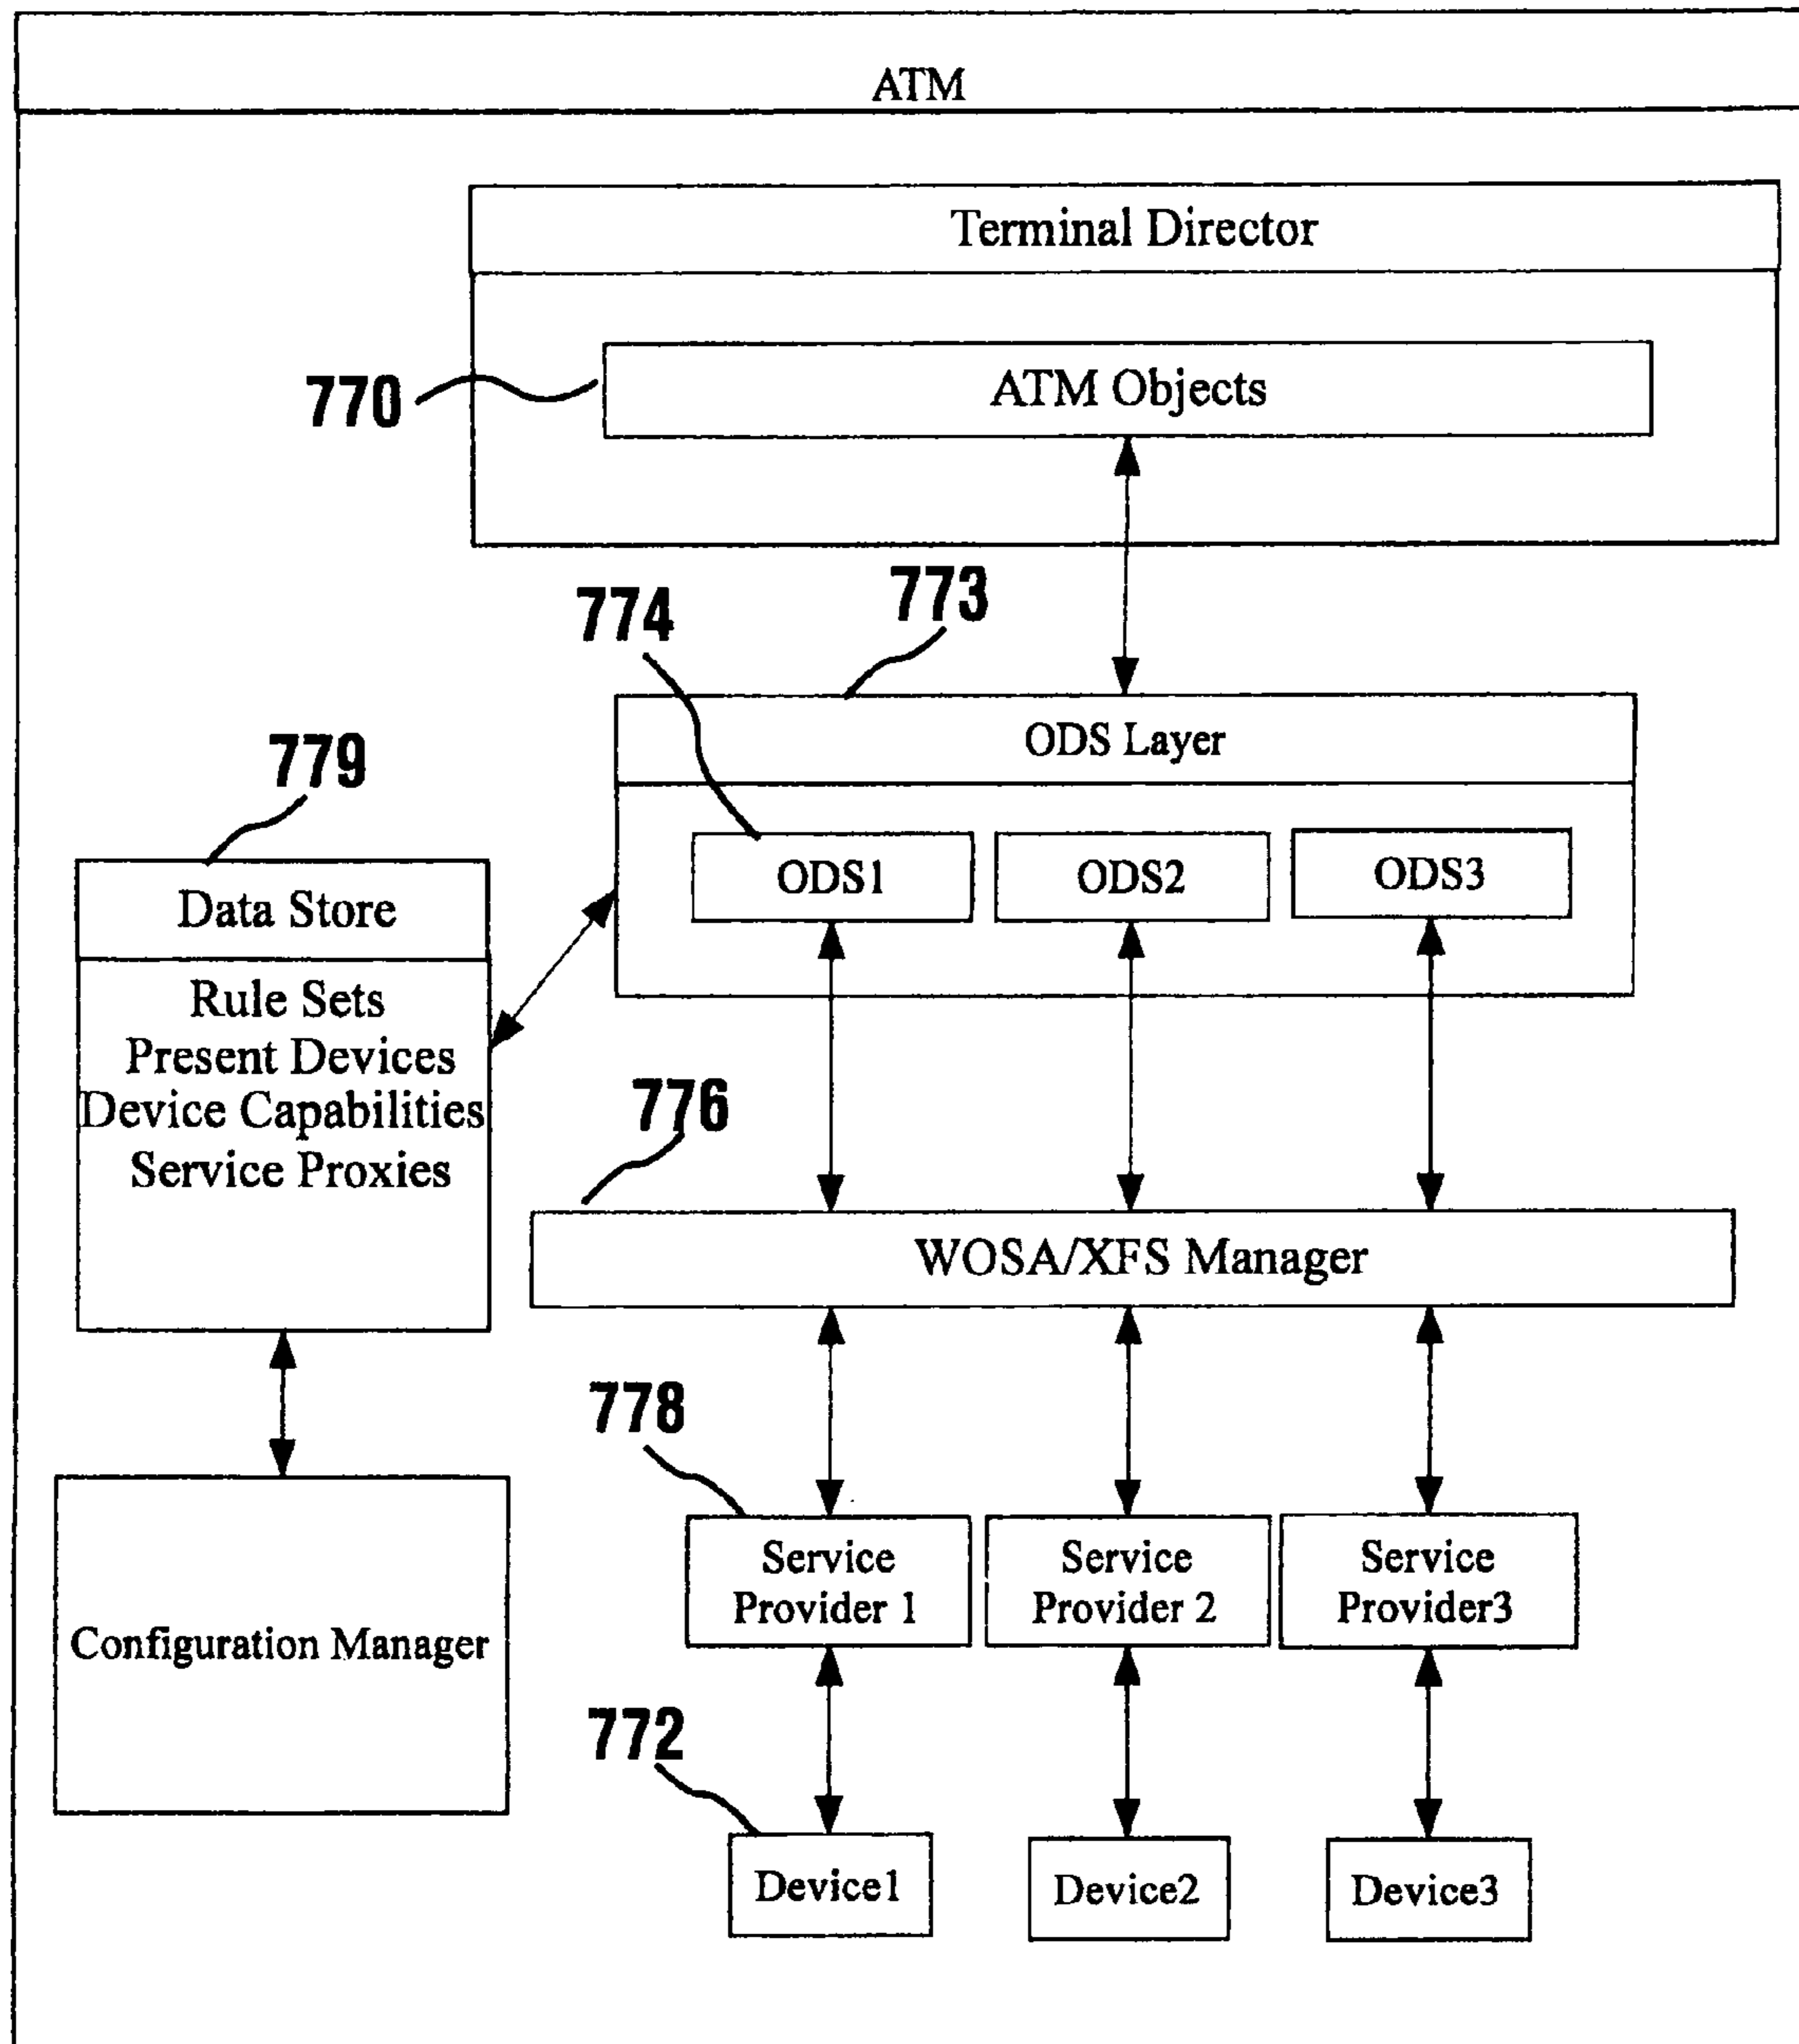 ATM
Terminal Director
770
ATM Objects
773
774
ODS Layer
779
ODS1
ODS2
ODS3
Data Store
Rule Sets
Present Devices
Device Capabilities
Service Proxies
776
WOSA/XFS Manager
778
Service
Provider 1
Service
Provider 2
Service
Provider3
Configuration Manager
772
Device1
Device2
Device3